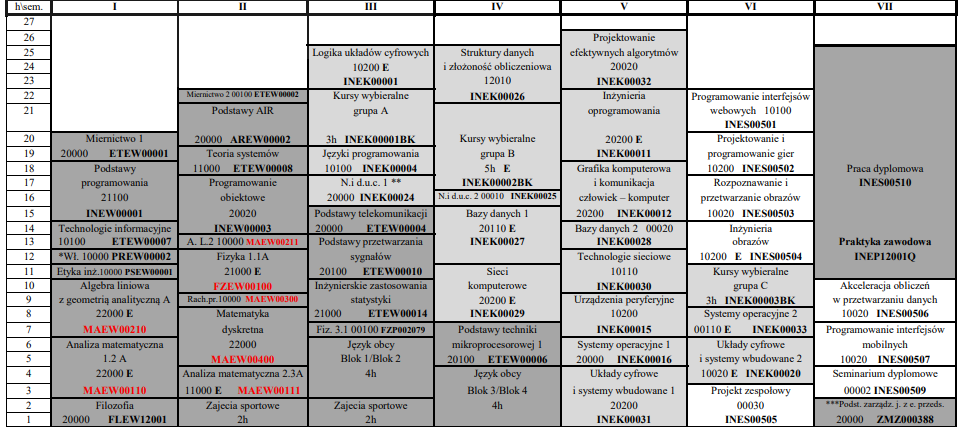 h\sem.
I
II
III
IV
V
VI
VII
27
26
25
24
23
22
21
20
19
18
17
16
15
14
13
12
11
10
9
8
7
6
5
4
3
2
1
Miernictwo 1
20000 ETEW00001
Podstawy
programowania
21100
INEW00001
Technologie informacyjne
10100 ETEW00007
*Wł. 10000 PREW00002
Etyka inż.10000 PSEW00001
Algebra liniowa
z geometrią analityczną A
22000 E
MAEW00210
Analiza matematyczna
1.2 A
22000 E
MAEW00110
Filozofia
20000 FLEW12001
Miernictwo 2 00100 ETEW00002
Podstawy AIR
20000 AREW00002
Teoria systemów
11000 ETEW00008
Programowanie
obiektowe
20020
INEW00003
A. L.2 10000 MAEW00211
Fizyka 1.1A
21000 E
FZEW00100
Rach.pr.10000 MAEW00300
Matematyka
dyskretna
22000
MAEW00400
Analiza matematyczna 2.3A
11000 E MAEW00111
Zajecia sportowe
2h
Logika układów cyfrowych
10200 E
INEK00001
Kursy wybieralne
grupa A
3h INEK00001BK
Języki programowania
10100 INEK00004
N.i d.u.c. 1 **
20000 INEK00024
Podstawy telekomunikacji
20000 ETEW00004
Podstawy przetwarzania
sygnałów
20100 ETEW00010
Inżynierskie zastosowania
statystyki
21000 ETEW00014
Fiz. 3.1 00100 FZP002079
Język obcy
Blok 1/Blok 2
4h
Zajecia sportowe
2h
Struktury danych
i złożoność obliczeniowa
12010
INEK00026
Kursy wybieralne
grupa B
5h E
INEK00002BK
N.i d.u.c. 2 00010 INEK00025
Bazy danych 1
20110 E
INEK00027
Sieci
komputerowe
20200 E
INEK00029
Podstawy techniki
mikroprocesorowej 1
20100 ETEW00006
Język obcy
Blok 3/Blok 4
4h
Projektowanie
efektywnych algorytmów
20020
INEK00032
Inżynieria
oprogramowania
20200 E
INEK00011
Grafika komputerowa
i komunikacja
człowiek – komputer
20200 INEK00012
Bazy danych 2 00020
INEK00028
Technologie sieciowe
10110
INEK00030
Urządzenia peryferyjne
10200
INEK00015
Systemy operacyjne 1
20000 INEK00016
Układy cyfrowe
i systemy wbudowane 1
20200
INEK00031
Programowanie interfejsów
webowych 10100
INES00501
Projektowanie i
programowanie gier
10200 INES00502
Rozpoznawanie i
przetwarzanie obrazów
10020 INES00503
Inżynieria
obrazów
10200 E INES00504
Kursy wybieralne
grupa C
3h INEK00003BK
Systemy operacyjne 2
00110 E INEK00033
Układy cyfrowe
i systemy wbudowane 2
10020 E INEK00020
Projekt zespołowy
00030
INES00505
Praca dyplomowa
INES00510
Praktyka zawodowa
INEP12001Q
Akceleracja obliczeń
w przetwarzaniu danych
10020 INES00506
Programowanie interfejsów
mobilnych
10020 INES00507
Seminarium dyplomowe
00002 INES00509
***Podst. zarządz. j. z e. przeds.
20000 ZMZ000388